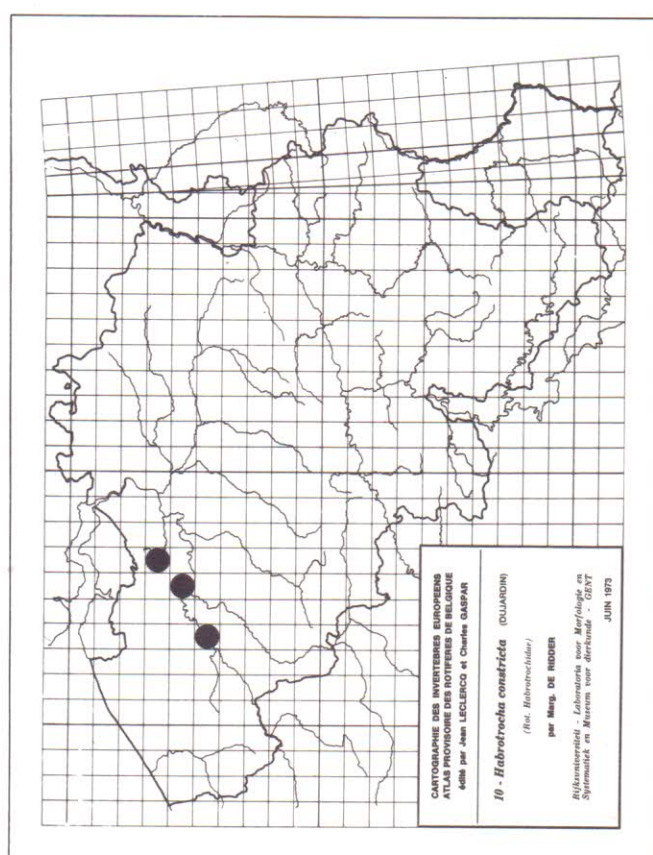 CARTOGRAPHIE DES INVERTEBRES EUROPEENS
ATLAS PROVISOIRE DES ROTIFERES DE BELGIQUE
édité par Jean LECLERCQ et Charles GASPAR
10 - Habrotrocha constricta (DUJARDIN)
(Rot. Habrotrochidae)
par Marg. DE RIDDER
Rijksuniversiteit - Laboratoria voor Morfologie en
Systematiek en Museum voor dierkunde - GENT
JUIN 1973